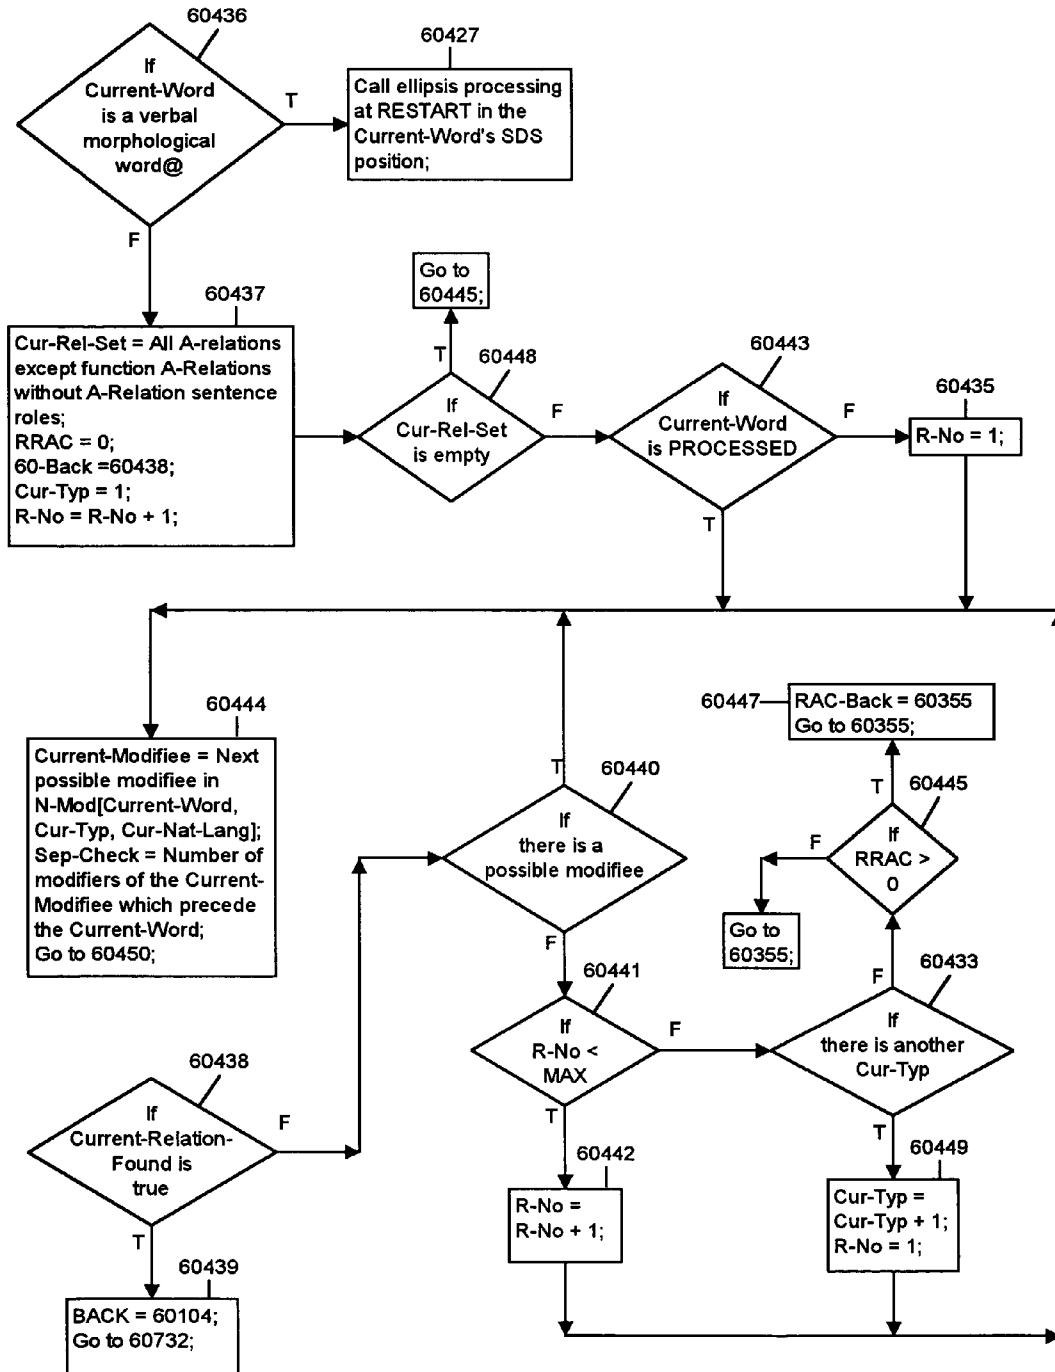 60436
If
Current-Word
is a verbal
morphological
word@
T
F
60427
Call ellipsis processing
at RESTART in the
Current-Word's SDS
position;
60437
Cur-Rel-Set = All A-relations
except function A-Relations
without A-Relation sentence
roles;
RRAC = 0;
60-Back =60438;
Cur-Typ = 1;
R-No = R-No + 1;
Go to
60445;
T
60448
If
Cur-Rel-Set
is empty
F
60443
If
Current-Word
is PROCESSED
F
T
60435
R-No = 1;
60444
Current-Modifiee = Next
possible modifiee in
N-Mod[Current-Word,
Cur-Typ, Cur-Nat-Lang];
Sep-Check = Number of
modifiers of the Current-
Modifiee which precede
the Current-Word;
Go to 60450;
60440
T
If
there is a
possible modifiee
F
60447
RAC-Back = 60355
Go to 60355;
T
60445
If
RRAC >
0
F
Go to
60355;
60441
If
R-No <
MAX
F
T
60433
F
If
there is another
Cur-Typ
T
60438
If
Current-Relation-
Found is
true
F
T
60442
R-No =
R-No + 1;
60449
Cur-Typ =
Cur-Typ + 1;
R-No = 1;
60439
BACK = 60104;
Go to 60732;